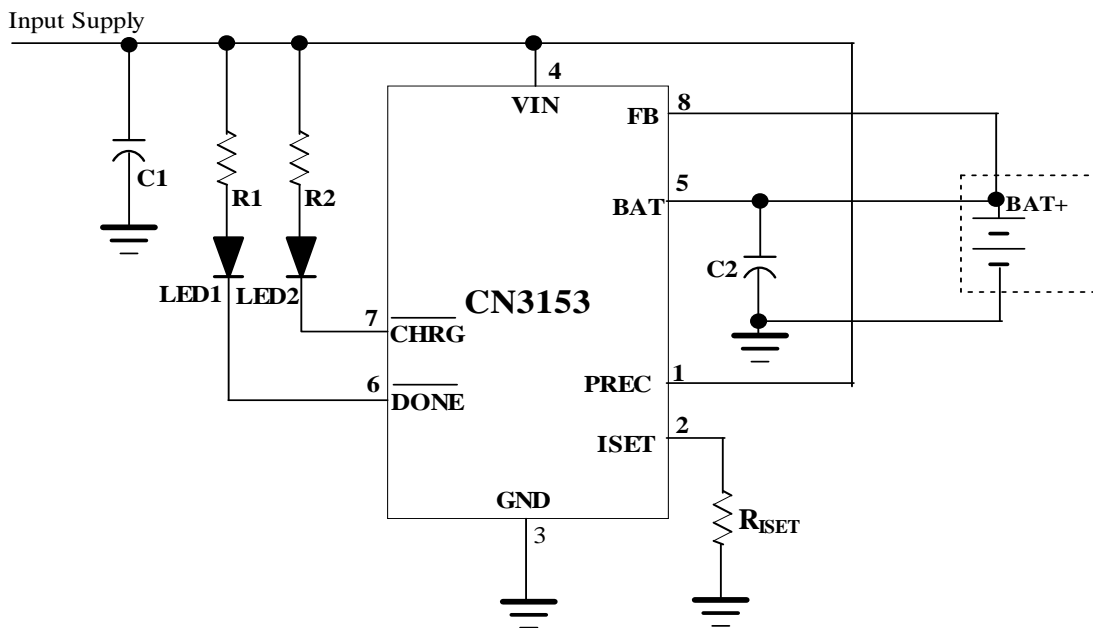 Input Supply
4
VIN
8
FB
C1
R1
R2
5
BAT
BAT+
C2
LED1
LED2
CN3153
7
CHRG
6
DONE
1
PREC
2
ISET
GND
3
RISET